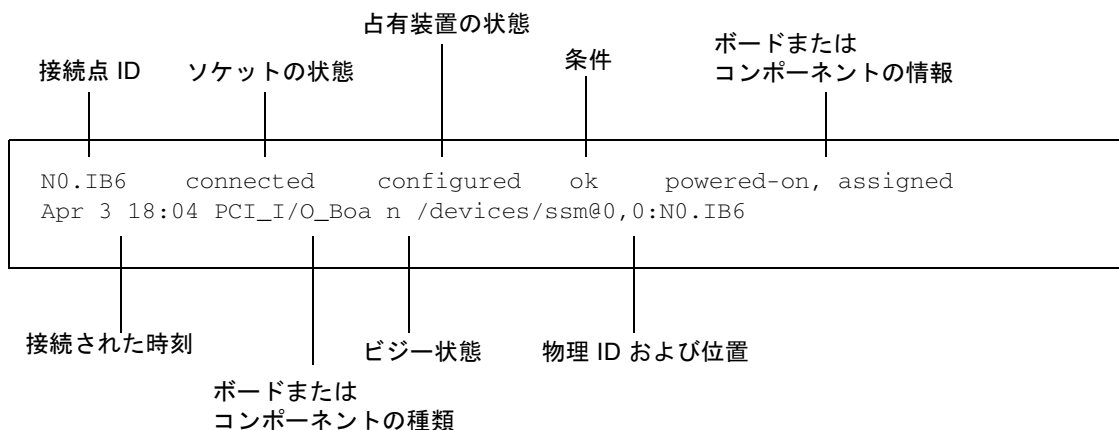 占有装置の状態
接続点 ID ソケットの状態 条件 ボードまたは
コンポーネントの情報
N0.IB6 connected configured ok powered-on, assigned
Apr 3 18:04 PCI_I/O_Boa n /devices/ssm@0,0:N0.IB6
接続された時刻 ビジー状態 物理 ID および位置
ボードまたは
コンポーネントの種類